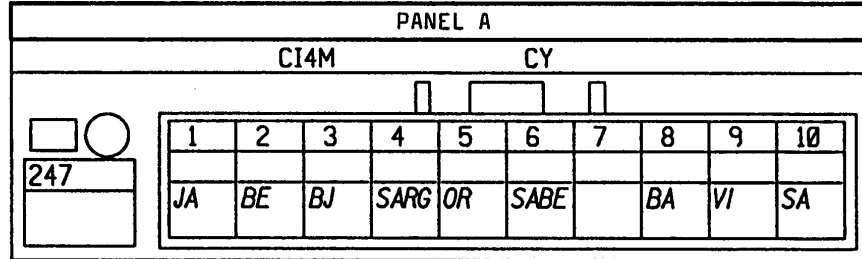 PANEL A
CI4M CY
1 2 3 4 5 6 7 8 9 10
247
JA BE BJ SARG OR SABE BA VI SA